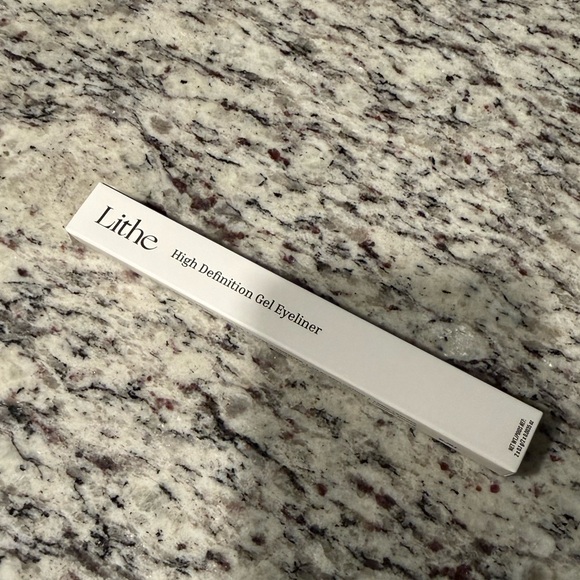 Lithe
High Definition Gel Eyeliner